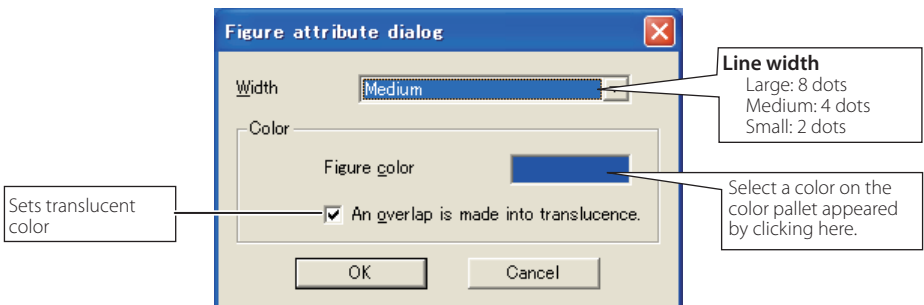 Figure attribute dialog
Width
Medium
Line width
Large: 8 dots
Medium: 4 dots
Small: 2 dots
Color
Figure color
Select a color on the
color pallet appeared
by clicking here.
Sets translucent
color
An overlap is made into translucence.
OK
Cancel